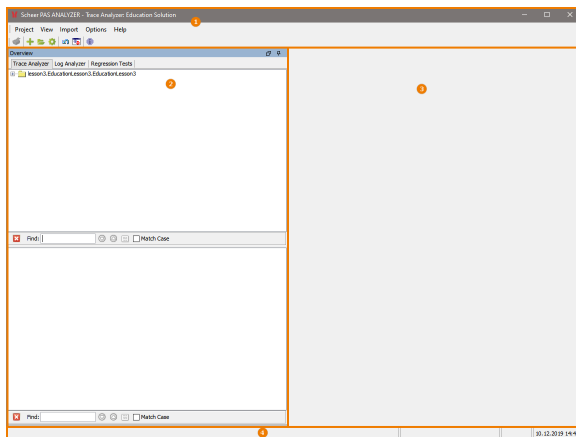 Scheer PAS ANALYZER - Trace Analyzer: Education Solution
1
Project View Import Options Help
Overview
Trace Analyzer Log Analyzer Regression Tests
lesson3.EducationLesson3.EducationLesson3
2
3
Find: Match Case
Find: Match Case
4
10.12.2019 14:4